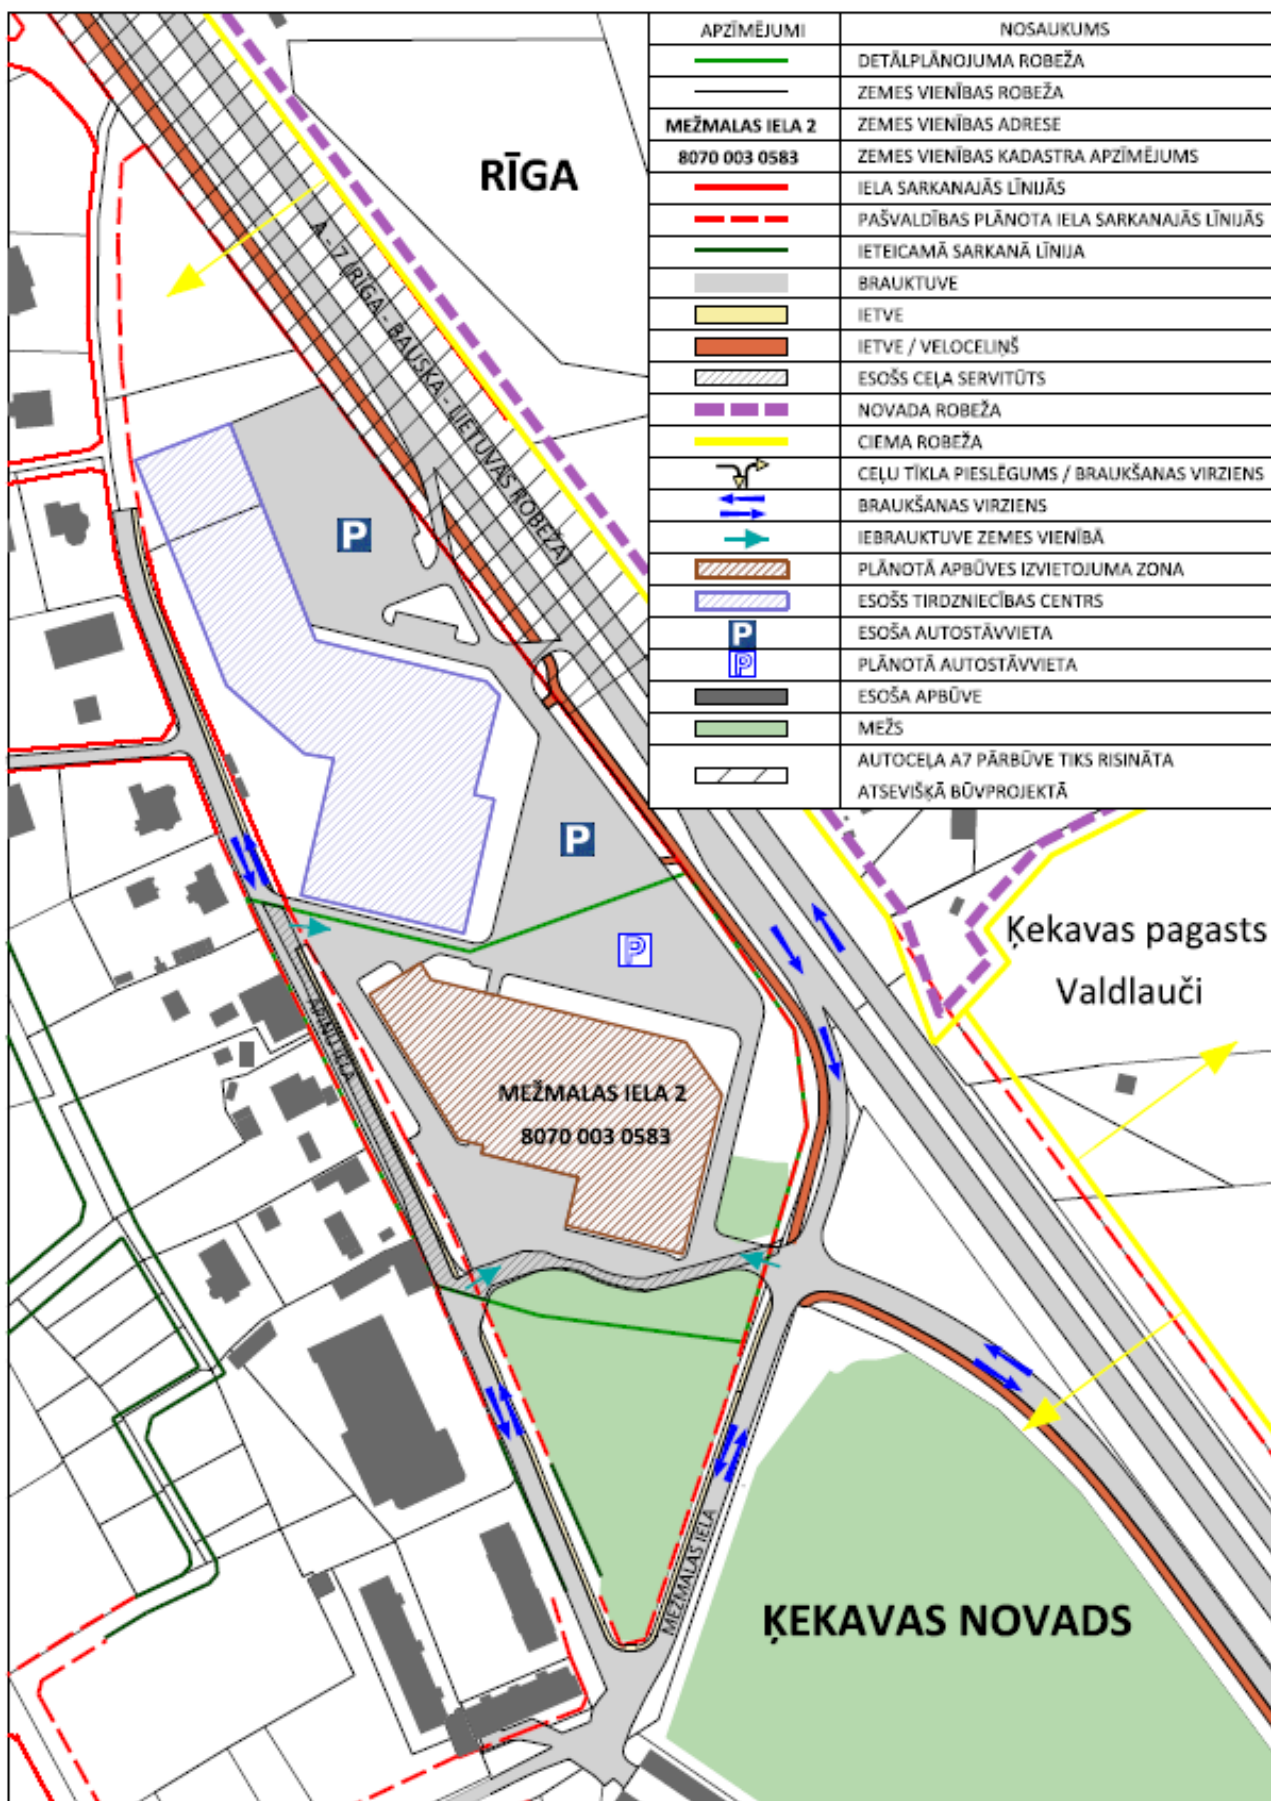 APZĪMĒJUMI NOSAUKUMS
DETĀLPLĀNOJUMA ROBEŽA
ZEMES VIENĪBAS ROBEŽA
MEŽMALAS IELA 2 ZEMES VIENĪBAS ADRESE
8070 003 0583 ZEMES VIENĪBAS KADASTRA APZĪMĒJUMS
IELA SARKANAJĀS LĪNIJĀS
PAŠVALDĪBAS PLĀNOTA IELA SARKANAJĀS LĪNIJĀS
IETEICAMĀ SARKANĀ LĪNIJA
BRAUKTUVE
IETVE
IETVE / VELOCELIŅŠ
ESOŠS CEĻA SERVITŪTS
NOVADA ROBEŽA
CIEMA ROBEŽA
CEĻU TĪKLA PIESLĒGUMS / BRAUKŠANAS VIRZIENS
BRAUKŠANAS VIRZIENS
IEBRAUKTUVE ZEMES VIENĪBĀ
PLĀNOTĀ APBŪVES IZVIETOJUMA ZONA
ESOŠS TIRDZNIECĪBAS CENTRS
P ESOŠA AUTOSTĀVVIETA
P PLĀNOTĀ AUTOSTĀVVIETA
ESOŠA APBŪVE
MEŽS
AUTOCEĻA A7 PĀRBŪVE TIKS RISINĀTA
ATSEVIŠĶĀ BŪVPROJEKTĀ
RĪGA
A - 7 (RĪGA - BAUSKA - LIETUVAS ROBEŽA)
P
P
Ķekavas pagasts
Valdlauči
P
APIŅU IELA
MEŽMALAS IELA 2
8070 003 0583
MEŽMALAS IELA
ĶEKAVAS NOVADS